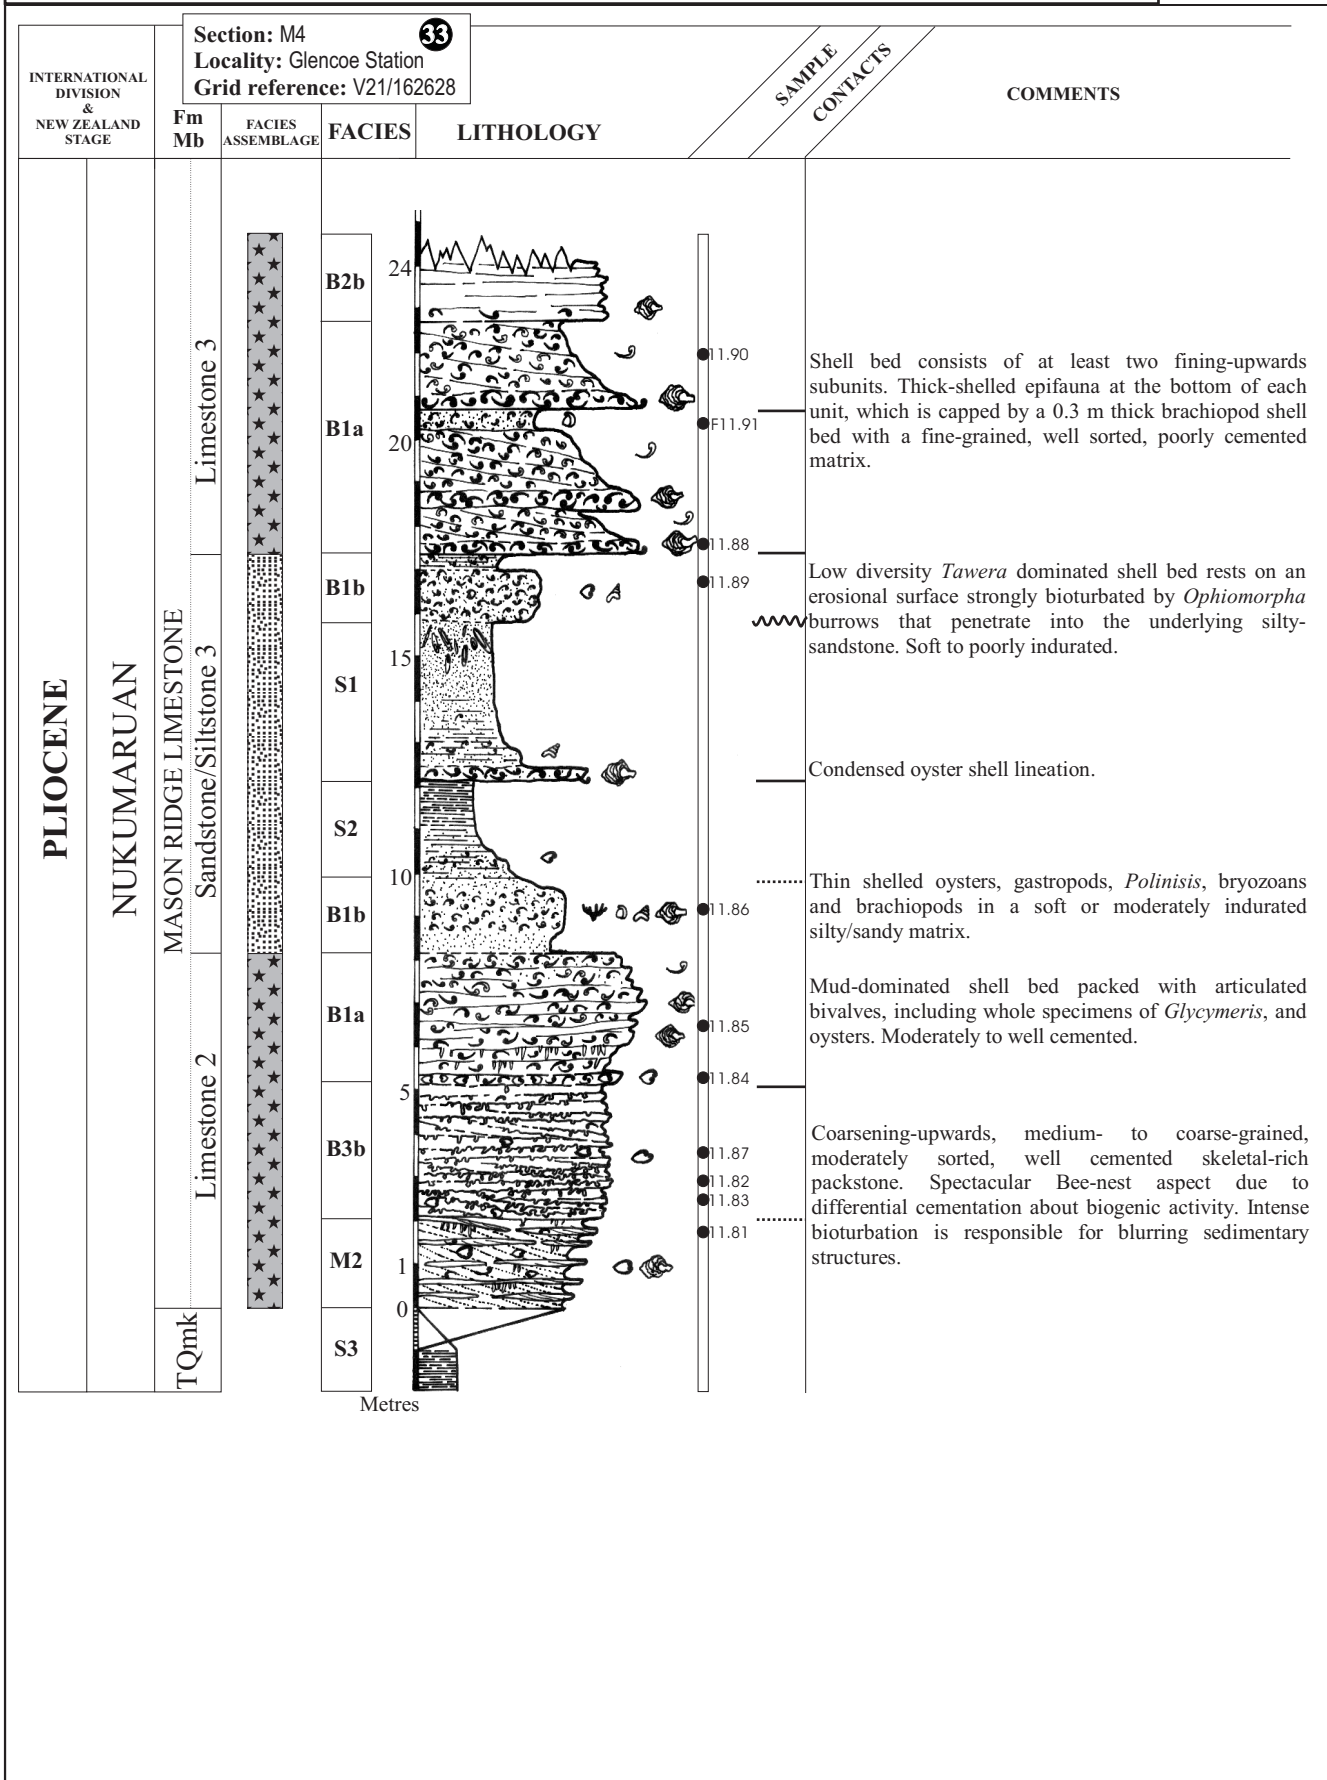 Section: M4 33
Locality: Glencoe Station
Grid reference: V21/162628
INTERNATIONAL
DIVISION
&
NEW ZEALAND
STAGE
Fm
Mb
FACIES
ASSEMBLAGE
FACIES
LITHOLOGY
SAMPLE
CONTACTS
COMMENTS
PLIOCENE
NUKUMARUAN
MASON RIDGE LIMESTONE
TQmk
Limestone 3
Sandstone/Siltstone 3
Limestone 2
B2b
B1a
B1b
S1
S2
B1b
B1a
B3b
M2
S3
24
20
15
10
5
1
0
Metres
11.90
F11.91
11.88
11.89
11.86
11.85
11.84
11.87
11.82
11.83
11.81
Shell bed consists of at least two fining-upwards
subunits. Thick-shelled epifauna at the bottom of each
unit, which is capped by a 0.3 m thick brachiopod shell
bed with a fine-grained, well sorted, poorly cemented
matrix.
Low diversity Tawera dominated shell bed rests on an
erosional surface strongly bioturbated by Ophiomorpha
burrows that penetrate into the underlying silty-
sandstone. Soft to poorly indurated.
Condensed oyster shell lineation.
Thin shelled oysters, gastropods, Polinisis, bryozoans
and brachiopods in a soft or moderately indurated
silty/sandy matrix.
Mud-dominated shell bed packed with articulated
bivalves, including whole specimens of Glycymeris, and
oysters. Moderately to well cemented.
Coarsening-upwards, medium- to coarse-grained,
moderately sorted, well cemented skeletal-rich
packstone. Spectacular Bee-nest aspect due to
differential cementation about biogenic activity. Intense
bioturbation is responsible for blurring sedimentary
structures.